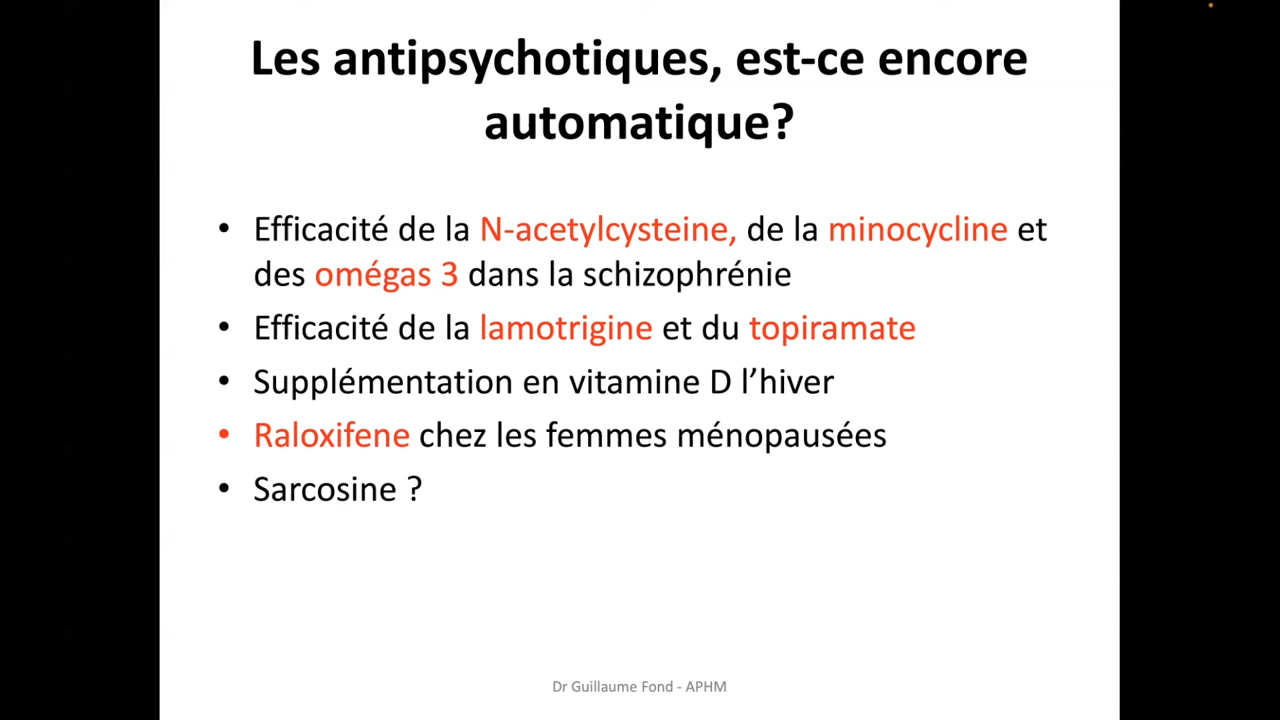 Les antipsychotiques, est-ce encore
automatique?
• Efficacité de la N-acetylcysteine, de la minocycline et
des omégas 3 dans la schizophrénie
• Efficacité de la lamotrigine et du topiramate
• Supplémentation en vitamine D l’hiver
• Raloxifene chez les femmes ménopausées
• Sarcosine ?
Dr Guillaume Fond - APHM